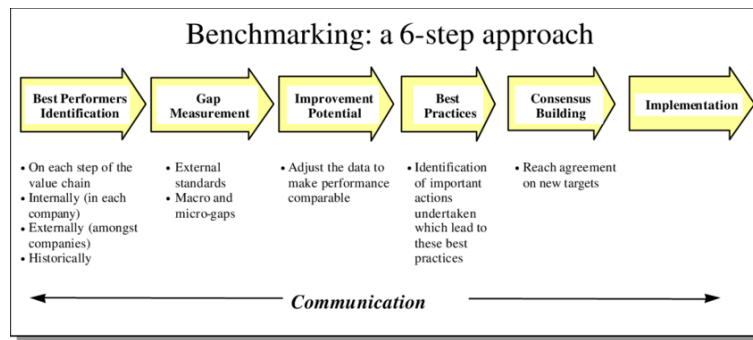 Benchmarking: a 6-step approach
Best Performers
Identification
Gap
Measurement
Improvement
Potential
Best
Practices
Consensus
Building
Implementation
• On each step of the
value chain
• Internally (in each
company)
• Externally (amongst
companies)
• Historically
• External
standards
• Macro and
micro-gaps
• Adjust the data to
make performance
comparable
• Identification
of important
actions
undertaken
which lead to
these best
practices
• Reach agreement
on new targets
Communication